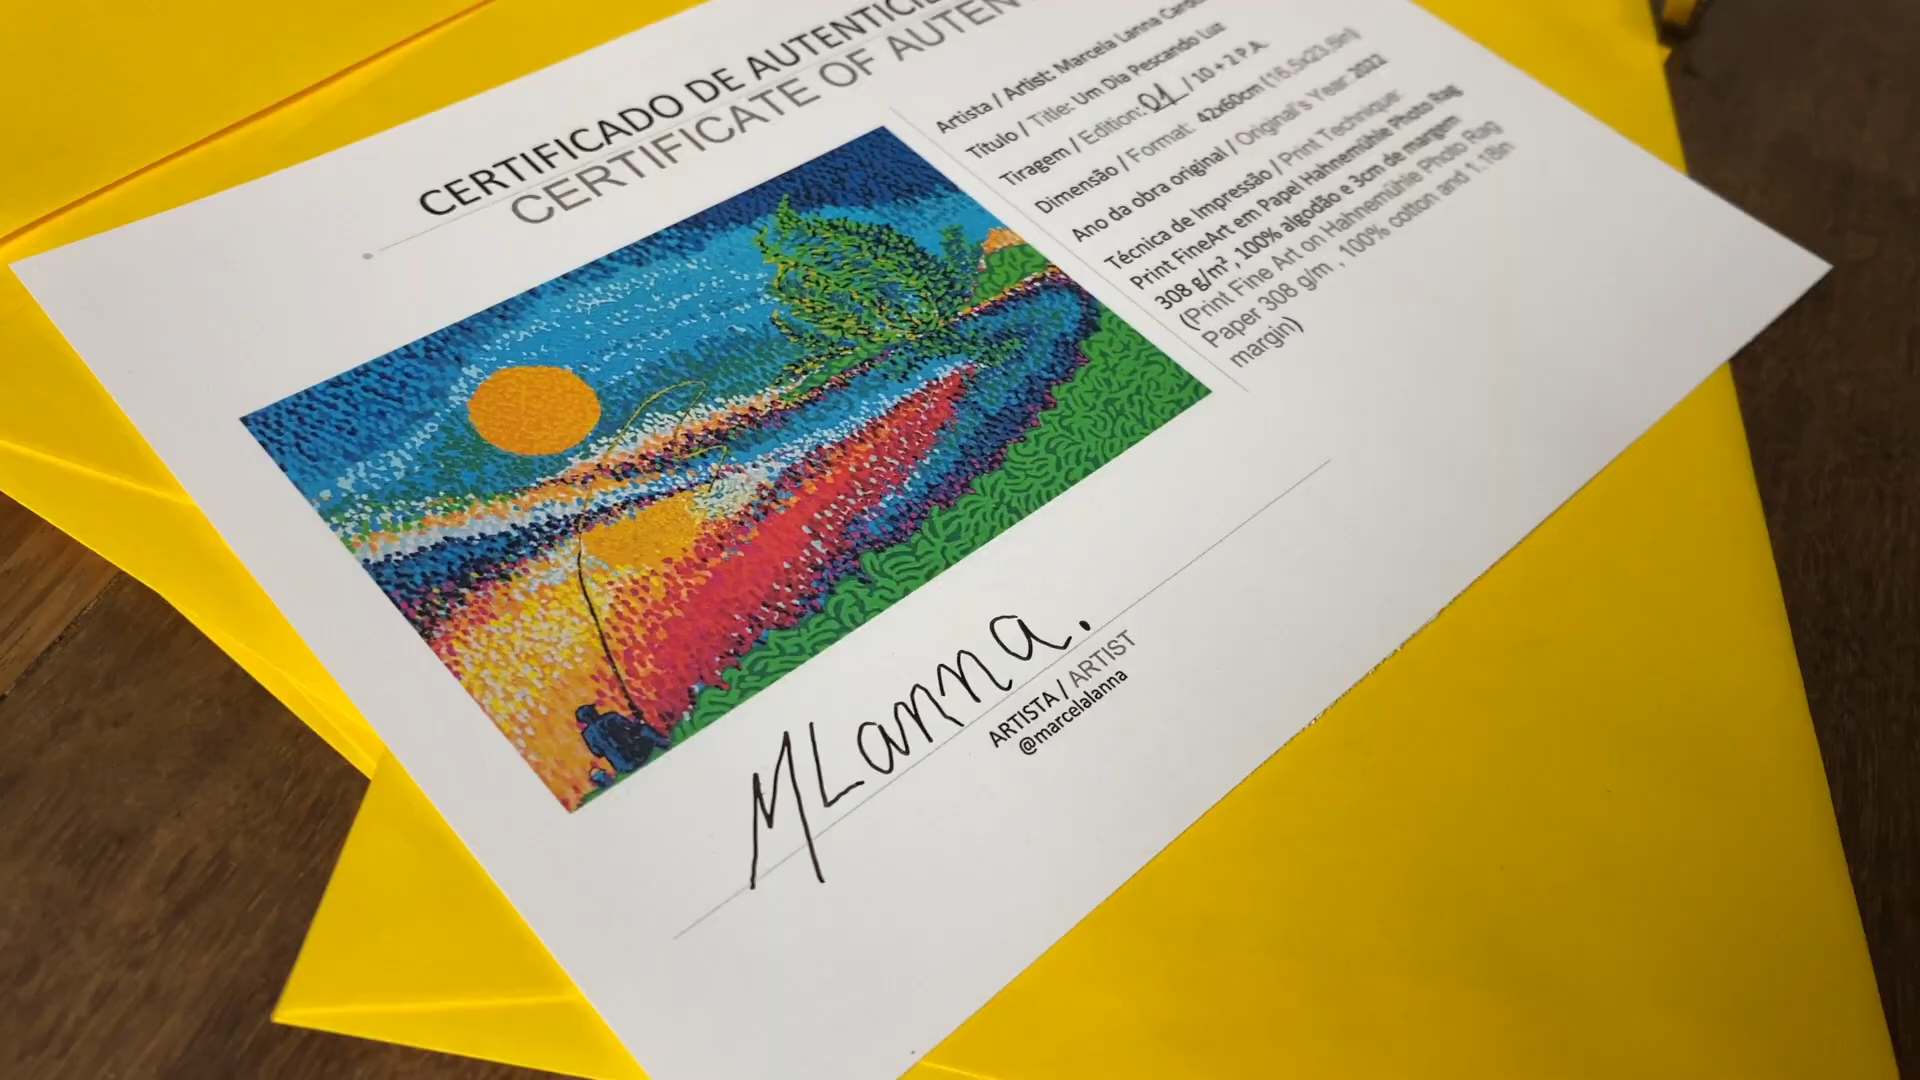 CERTIFICADO DE
CERTIFICATE OF
Artista / Artist: Marcela Lanna
Título / Title: Um Dia Pescando Luz
Tiragem / Edition: 01 / 10 + 2 P.A.
Dimensão / Format: 42x60cm (16.5x23.6in)
Ano da obra original / Original's Year: 2022
Técnica de Impressão / Print Technique:
Print FineArt em Papel Hahnemühle Photo Rag
308 g/m², 100% algodão e 3cm de margem
(Print Fine Art on Hahnemühle Photo Rag
Paper 308 g/m , 100% cotton and 1.18in
margin)
MLanna.
ARTISTA / ARTIST
@marcelalanna